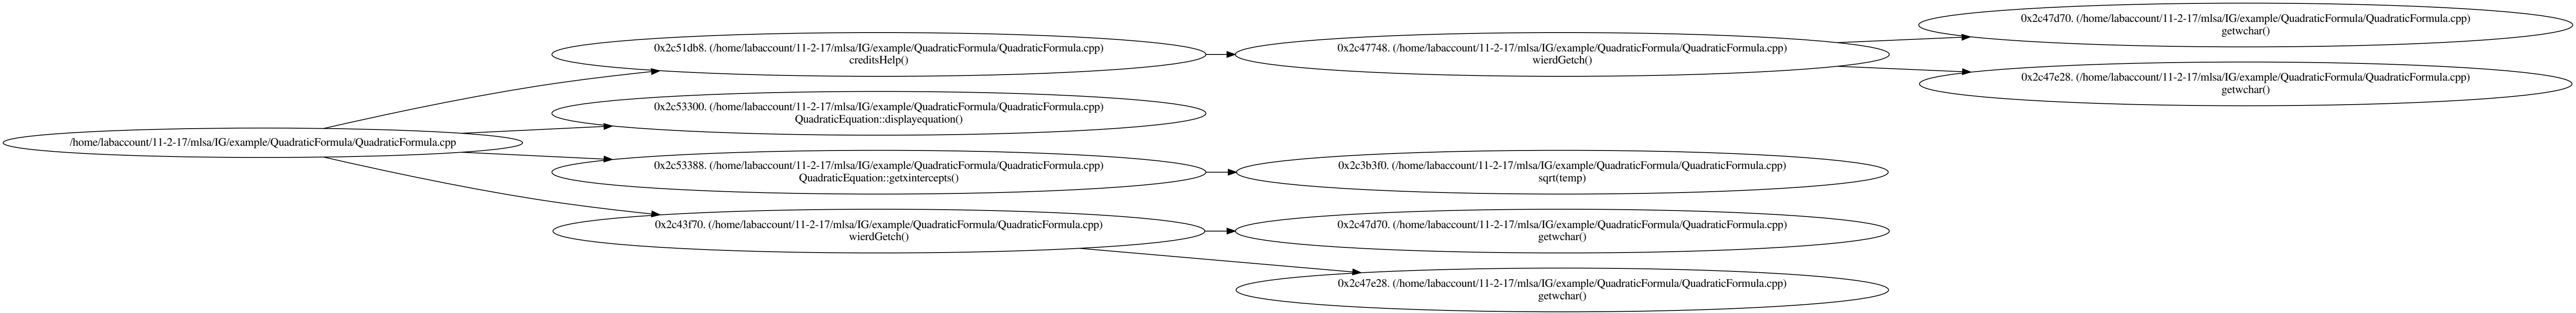 /home/labaccount/11-2-17/mlsa/IG/example/QuadraticFormula/QuadraticFormula.cpp
0x2c51db8. (/home/labaccount/11-2-17/mlsa/IG/example/QuadraticFormula/QuadraticFormula.cpp)
creditsHelp()
0x2c53300. (/home/labaccount/11-2-17/mlsa/IG/example/QuadraticFormula/QuadraticFormula.cpp)
QuadraticEquation::displayequation()
0x2c53388. (/home/labaccount/11-2-17/mlsa/IG/example/QuadraticFormula/QuadraticFormula.cpp)
QuadraticEquation::getxintercepts()
0x2c43f70. (/home/labaccount/11-2-17/mlsa/IG/example/QuadraticFormula/QuadraticFormula.cpp)
wierdGetch()
0x2c47748. (/home/labaccount/11-2-17/mlsa/IG/example/QuadraticFormula/QuadraticFormula.cpp)
wierdGetch()
0x2c3b3f0. (/home/labaccount/11-2-17/mlsa/IG/example/QuadraticFormula/QuadraticFormula.cpp)
sqrt(temp)
0x2c47d70. (/home/labaccount/11-2-17/mlsa/IG/example/QuadraticFormula/QuadraticFormula.cpp)
getwchar()
0x2c47e28. (/home/labaccount/11-2-17/mlsa/IG/example/QuadraticFormula/QuadraticFormula.cpp)
getwchar()
0x2c47d70. (/home/labaccount/11-2-17/mlsa/IG/example/QuadraticFormula/QuadraticFormula.cpp)
getwchar()
0x2c47e28. (/home/labaccount/11-2-17/mlsa/IG/example/QuadraticFormula/QuadraticFormula.cpp)
getwchar()